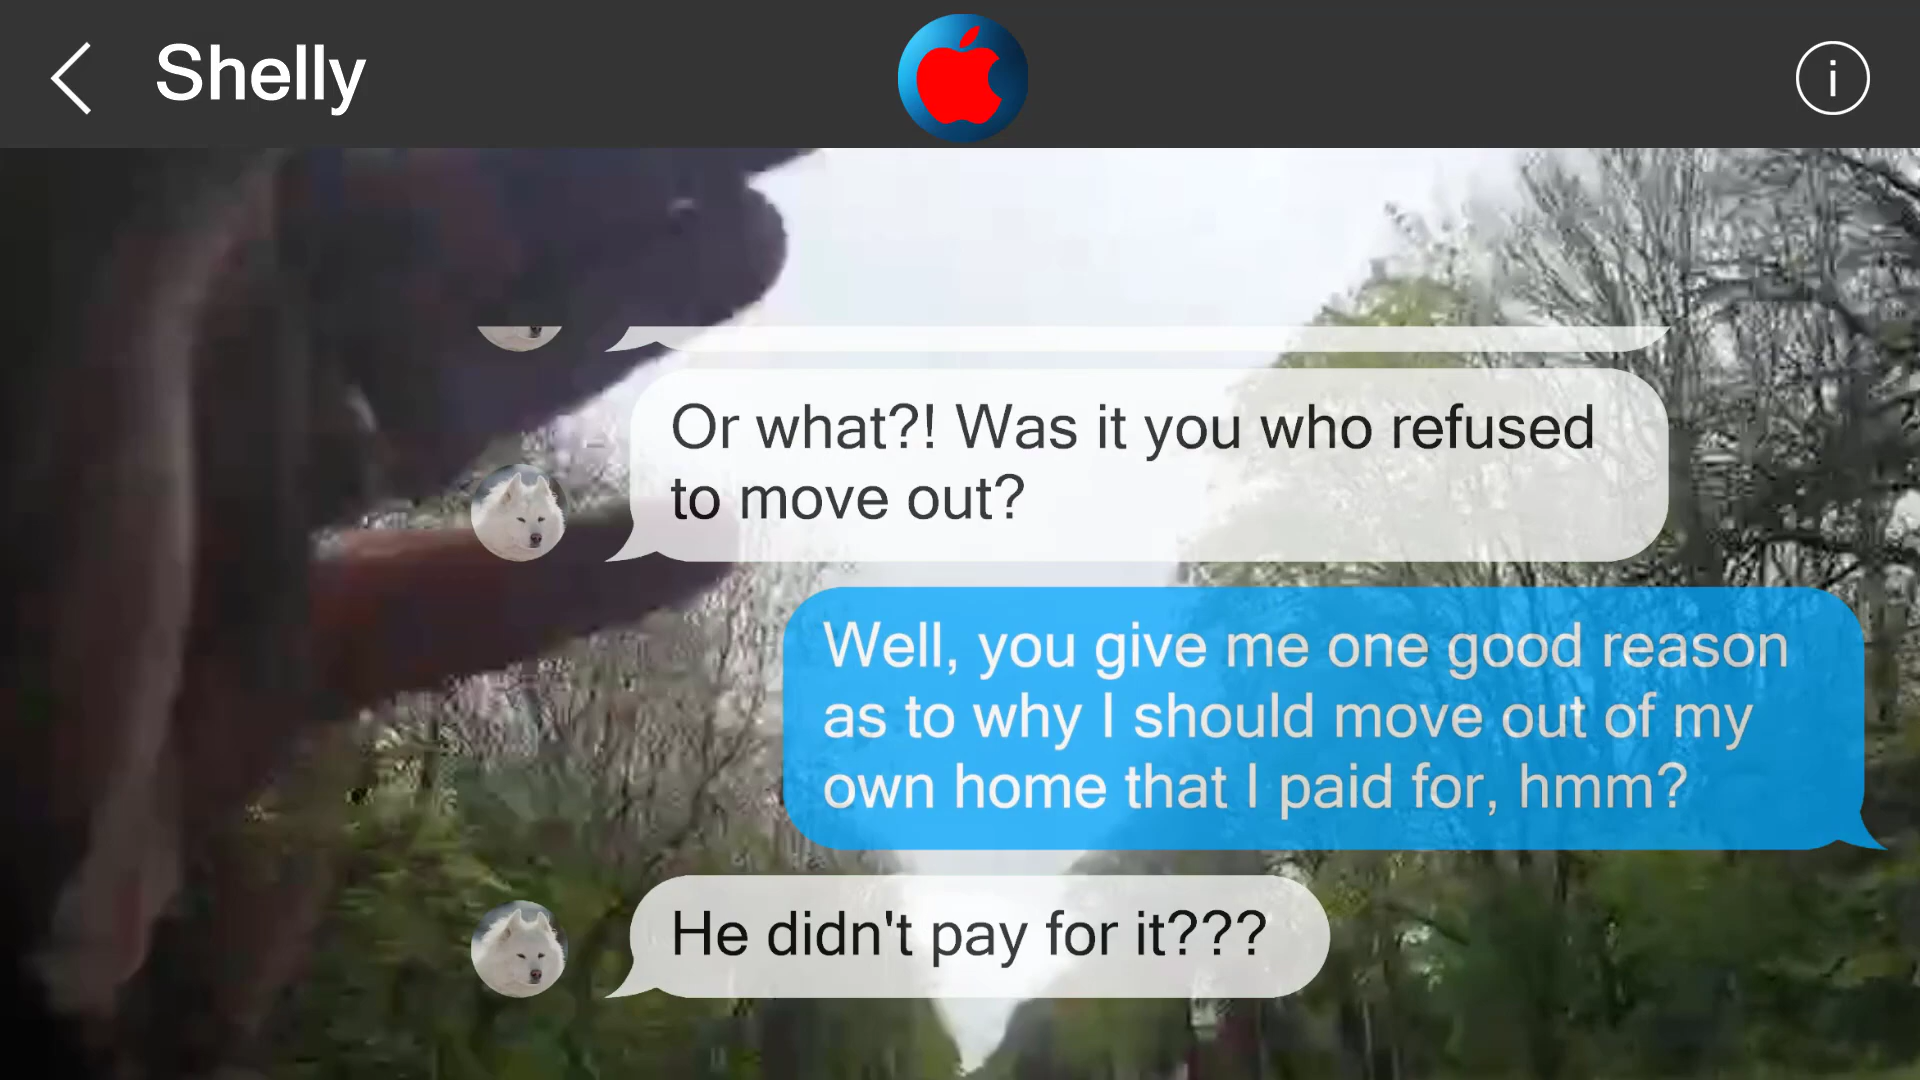 Shelly
i
Or what?! Was it you who refused
to move out?
Well, you give me one good reason
as to why I should move out of my
own home that I paid for, hmm?
He didn't pay for it???